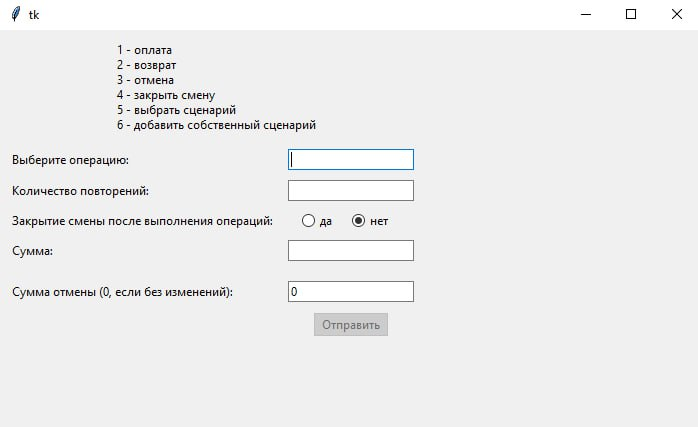 tk
1 - оплата
2 - возврат
3 - отмена
4 - закрыть смену
5 - выбрать сценарий
6 - добавить собственный сценарий
Выберите операцию:
Количество повторений:
Закрытие смены после выполнения операций: да нет
Сумма:
Сумма отмены (0, если без изменений): 0
Отправить